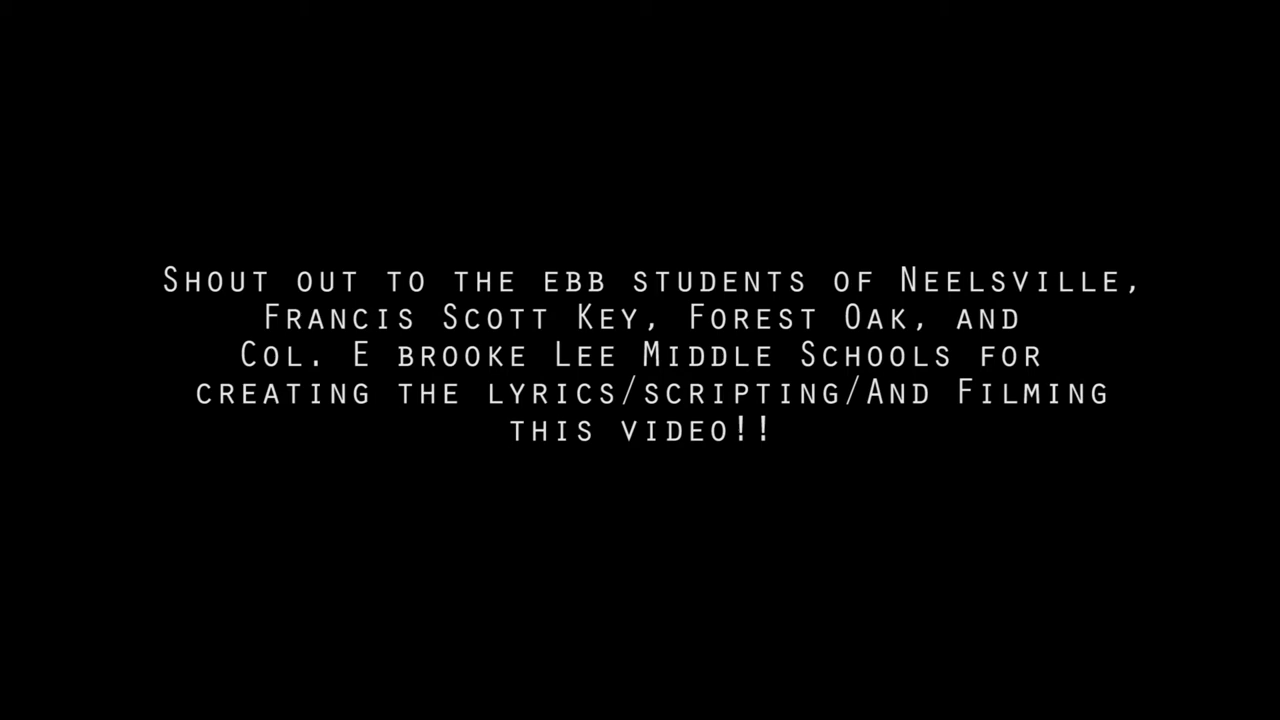 Shout out to the ebb students of Neelsville,
Francis Scott Key, Forest Oak, and
Col. E brooke Lee Middle Schools for
creating the lyrics/scripting/And Filming
this video!!